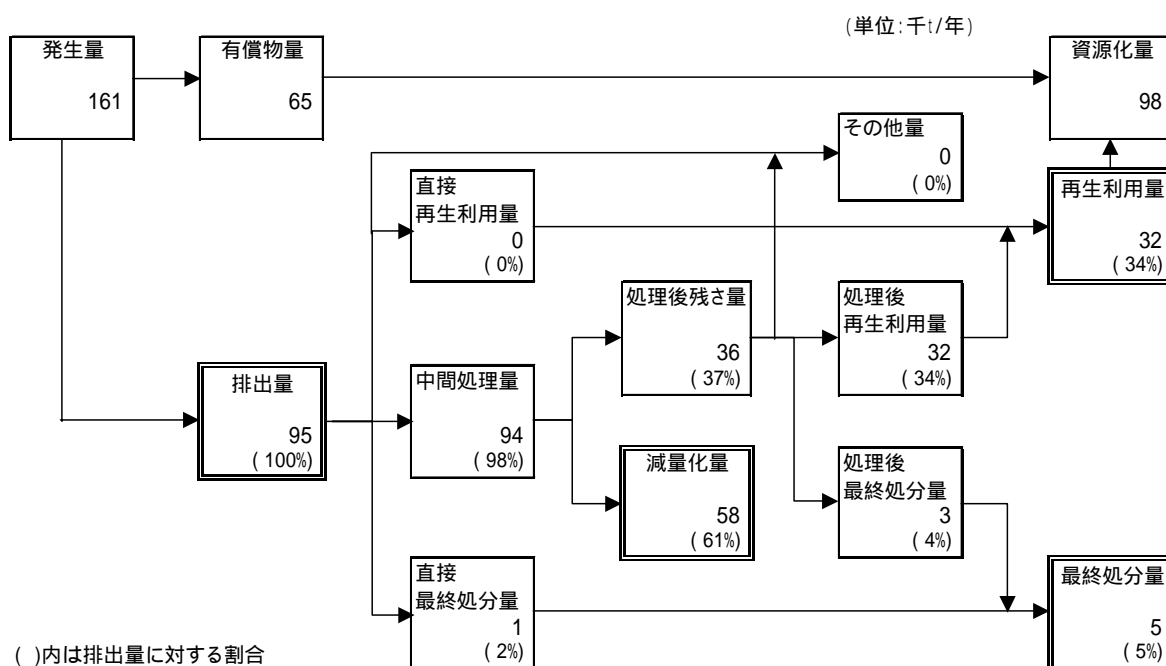 (単位:千t/年)
発生量
161
有償物量
65
資源化量
98
その他量
0
( 0%)
直接
再生利用量
0
( 0%)
再生利用量
32
( 34%)
処理後残さ量
36
( 37%)
処理後
再生利用量
32
( 34%)
排出量
95
( 100%)
中間処理量
94
( 98%)
減量化量
58
( 61%)
処理後
最終処分量
3
( 4%)
直接
最終処分量
1
( 2%)
最終処分量
5
( 5%)
( )内は排出量に対する割合